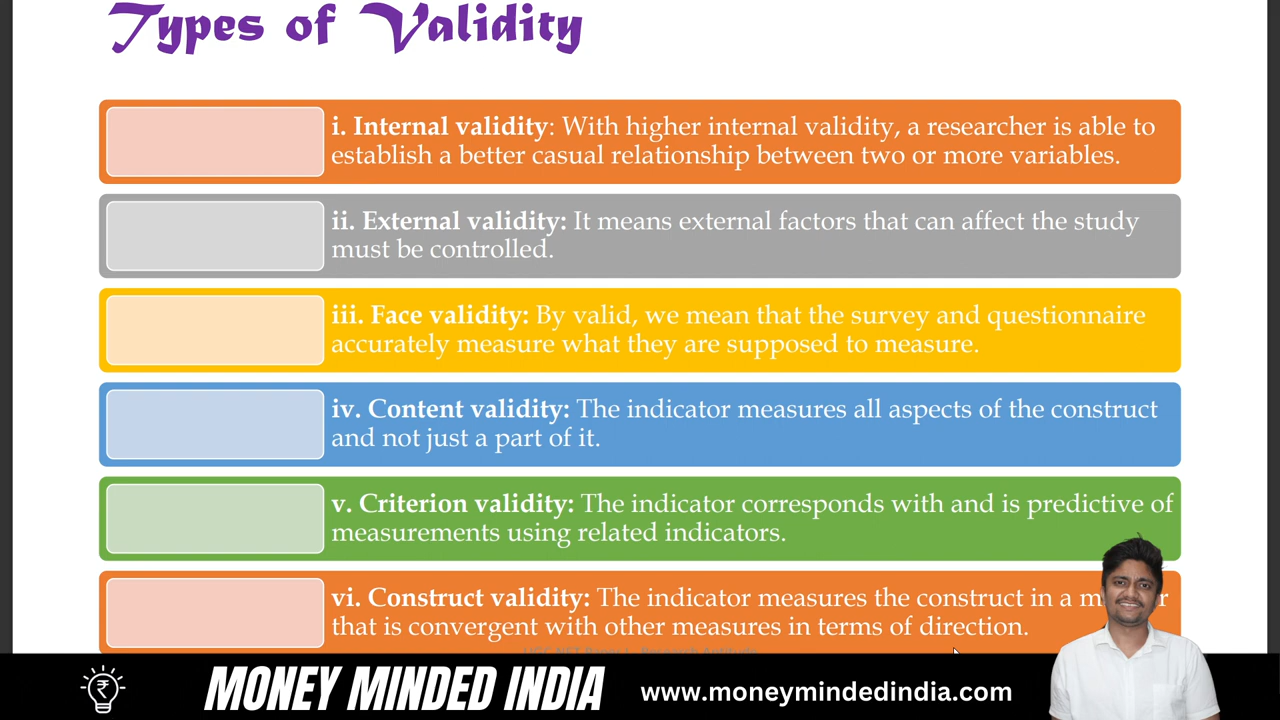 Types of Validity
i. Internal validity: With higher internal validity, a researcher is able to
establish a better casual relationship between two or more variables.
ii. External validity: It means external factors that can affect the study
must be controlled.
iii. Face validity: By valid, we mean that the survey and questionnaire
accurately measure what they are supposed to measure.
iv. Content validity: The indicator measures all aspects of the construct
and not just a part of it.
v. Criterion validity: The indicator corresponds with and is predictive of
measurements using related indicators.
vi. Construct validity: The indicator measures the construct in a
that is convergent with other measures in terms of direction.
₹
MONEY MINDED INDIA
www.moneymindedindia.com